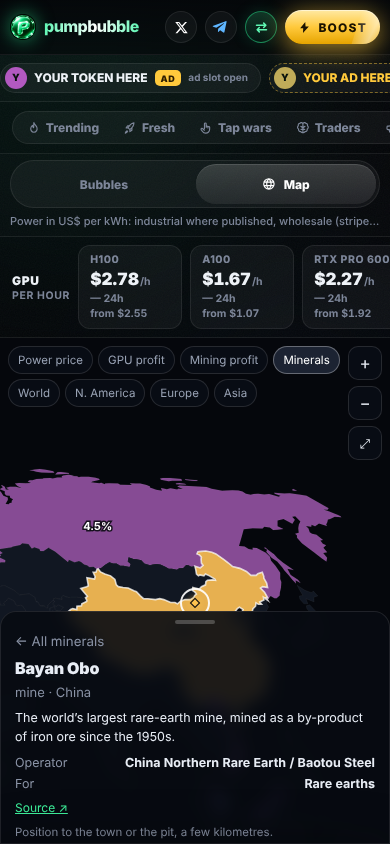 pumpbubble
BOOST
Y YOUR TOKEN HERE AD ad slot open
Y YOUR AD HERE
Trending Fresh Tap wars Traders
Bubbles Map
Power in US$ per kWh: industrial where published, wholesale (stripe...
GPU
PER HOUR
H100
$2.78/h
— 24h
from $2.55
A100
$1.67/h
— 24h
from $1.07
RTX PRO 600
$2.27/h
— 24h
from $1.92
Power price GPU profit Mining profit Minerals
World N. America Europe Asia
+
−
4.5%
← All minerals
Bayan Obo
mine · China
The world’s largest rare-earth mine, mined as a by-product
of iron ore since the 1950s.
Operator China Northern Rare Earth / Baotou Steel
For Rare earths
Source ↗
Position to the town or the pit, a few kilometres.